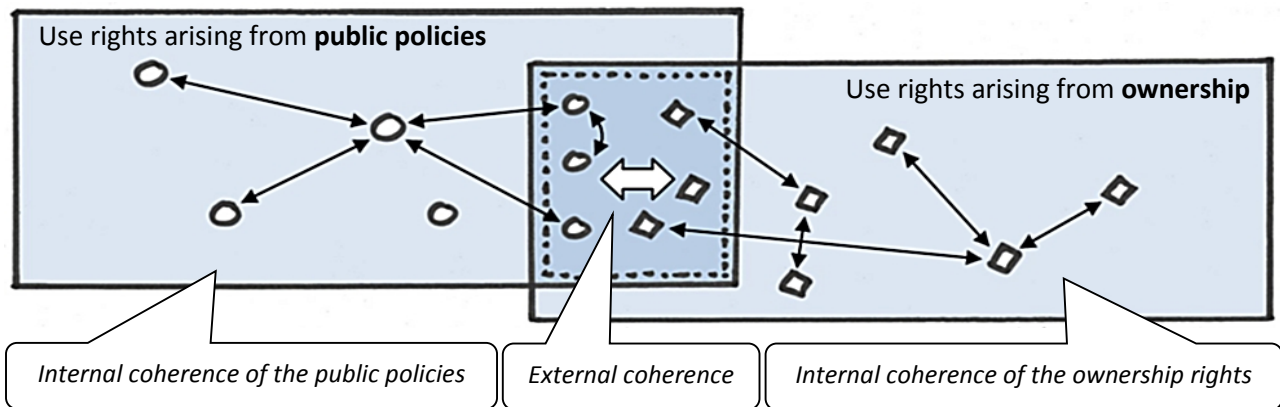 Use rights arising from public policies
Use rights arising from ownership
Internal coherence of the public policies
External coherence
Internal coherence of the ownership rights